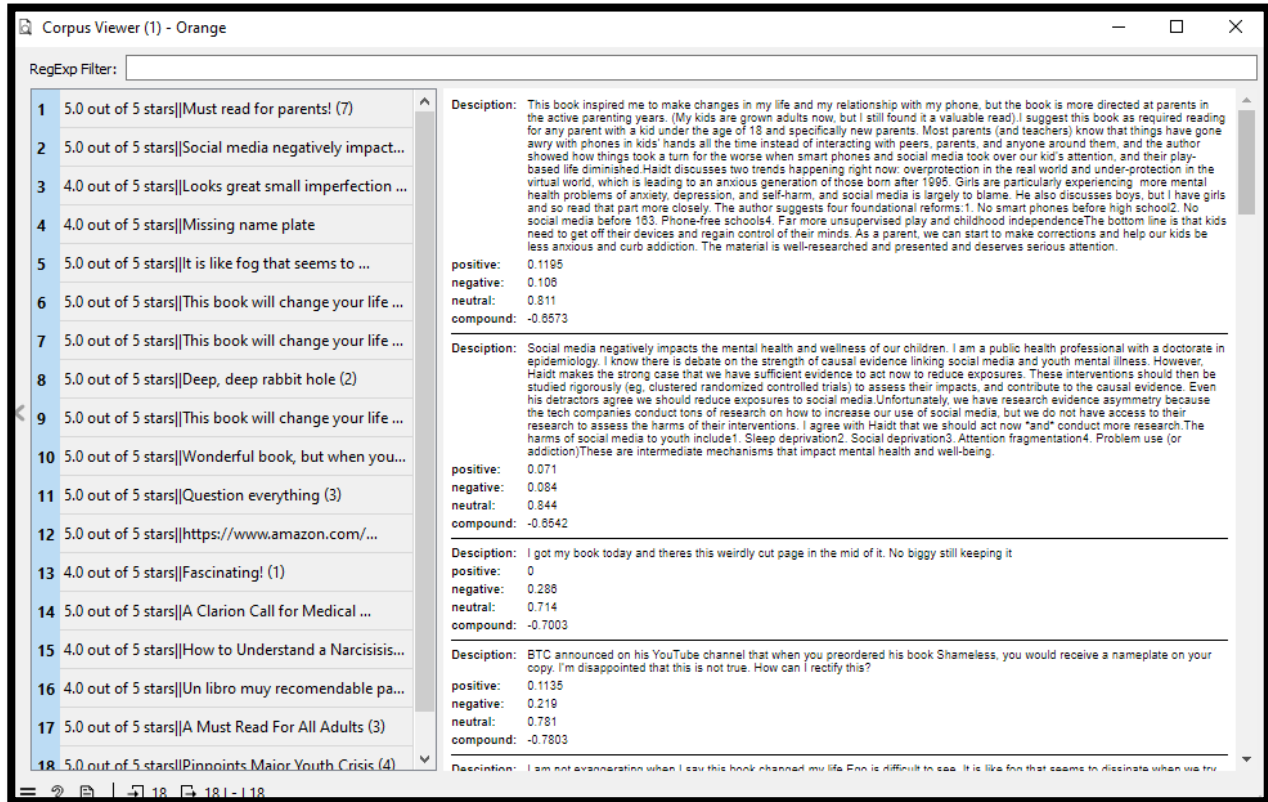 Corpus Viewer (1) - Orange
RegExp Filter:
1 5.0 out of 5 stars||Must read for parents! (7)
2 5.0 out of 5 stars||Social media negatively impact...
3 4.0 out of 5 stars||Looks great small imperfection ...
4 4.0 out of 5 stars||Missing name plate
5 5.0 out of 5 stars||It is like fog that seems to ...
6 5.0 out of 5 stars||This book will change your life ...
7 5.0 out of 5 stars||This book will change your life ...
8 5.0 out of 5 stars||Deep, deep rabbit hole (2)
9 5.0 out of 5 stars||This book will change your life ...
10 5.0 out of 5 stars||Wonderful book, but when you...
11 5.0 out of 5 stars||Question everything (3)
12 5.0 out of 5 stars||https://www.amazon.com/...
13 4.0 out of 5 stars||Fascinating! (1)
14 5.0 out of 5 stars||A Clarion Call for Medical ...
15 4.0 out of 5 stars||How to Understand a Narcisisis...
16 4.0 out of 5 stars||Un libro muy recomendable pa...
17 5.0 out of 5 stars||A Must Read For All Adults (3)
18 5.0 out of 5 stars||Pinpoints Major Youth Crisis (4)
Desciption: This book inspired me to make changes in my life and my relationship with my phone, but the book is more directed at parents in
the active parenting years. (My kids are grown adults now, but I still found it a valuable read).I suggest this book as required reading
for any parent with a kid under the age of 18 and specifically new parents. Most parents (and teachers) know that things have gone
awry with phones in kids' hands all the time instead of interacting with peers, parents, and anyone around them, and the author
showed how things took a turn for the worse when smart phones and social media took over our kid's attention, and their play-
based life diminished.Haidt discusses two trends happening right now: overprotection in the real world and under-protection in the
virtual world, which is leading to an anxious generation of those born after 1995. Girls are particularly experiencing more mental
health problems of anxiety, depression, and self-harm, and social media is largely to blame. He also discusses boys, but I have girls
and so read that part more closely. The author suggests four foundational reforms:1. No smart phones before high school2. No
social media before 163. Phone-free schools4. Far more unsupervised play and childhood independenceThe bottom line is that kids
need to get off their devices and regain control of their minds. As a parent, we can start to make corrections and help our kids be
less anxious and curb addiction. The material is well-researched and presented and deserves serious attention.
positive: 0.1195
negative: 0.106
neutral: 0.811
compound: -0.6573
Desciption: Social media negatively impacts the mental health and wellness of our children. I am a public health professional with a doctorate in
epidemiology. I know there is debate on the strength of causal evidence linking social media and youth mental illness. However,
Haidt makes the strong case that we have sufficient evidence to act now to reduce exposures. These interventions should then be
studied rigorously (eg, clustered randomized controlled trials) to assess their impacts, and contribute to the causal evidence. Even
his detractors agree we should reduce exposures to social media.Unfortunately, we have research evidence asymmetry because
the tech companies conduct tons of research on how to increase our use of social media, but we do not have access to their
research to assess the harms of their interventions. I agree with Haidt that we should act now *and* conduct more research.The
harms of social media to youth include1. Sleep deprivation2. Social deprivation3. Attention fragmentation4. Problem use (or
addiction)These are intermediate mechanisms that impact mental health and well-being.
positive: 0.071
negative: 0.084
neutral: 0.844
compound: -0.6542
Desciption: I got my book today and theres this weirdly cut page in the mid of it. No biggy still keeping it
positive: 0
negative: 0.286
neutral: 0.714
compound: -0.7003
Desciption: BTC announced on his YouTube channel that when you preordered his book Shameless, you would receive a nameplate on your
copy. I'm disappointed that this is not true. How can I rectify this?
positive: 0.1135
negative: 0.219
neutral: 0.781
compound: -0.7803
Desciption: I am not exaggerating when I say this book changed my life Ego is difficult to see. It is like fog that seems to dissipate when we try
18 18 | - | 18